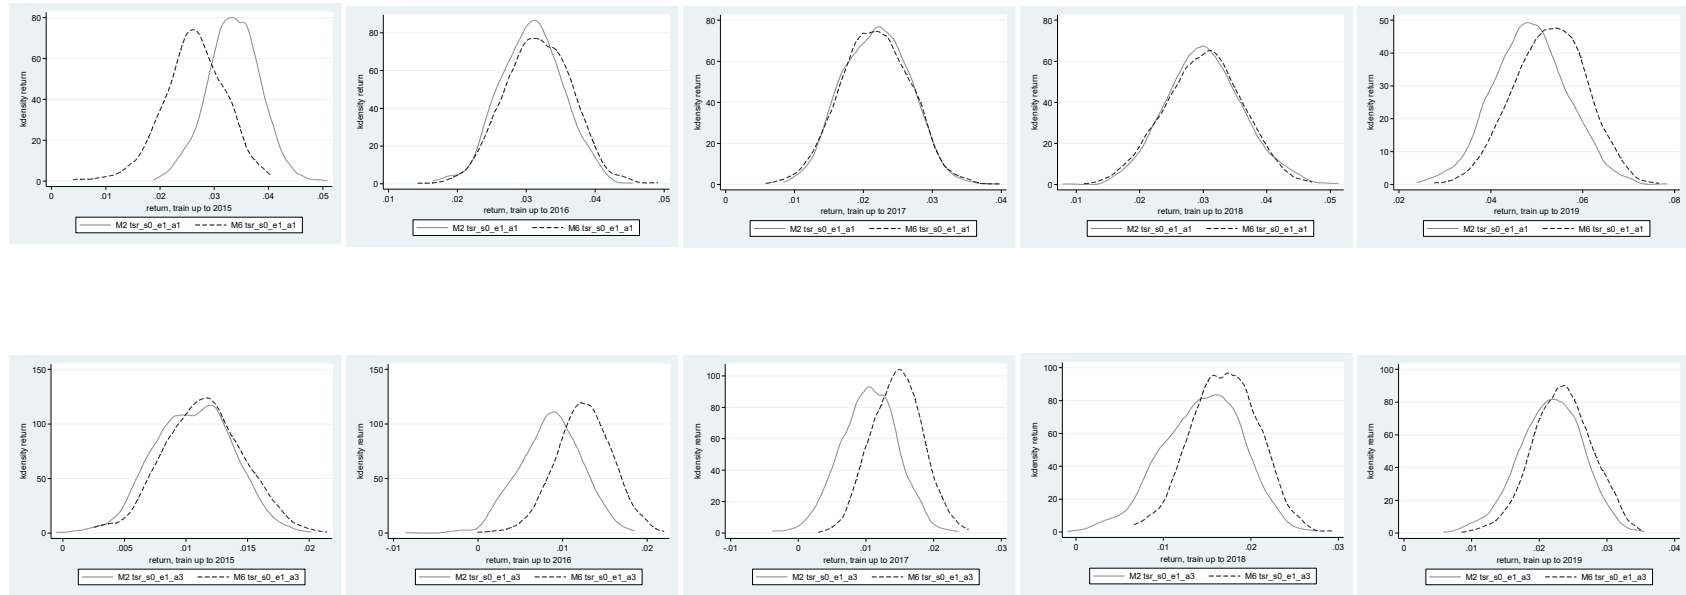 80
60
40
20
0
kdensity return
0 .01 .02 .03 .04 .05
return, train up to 2015
M2 tsr_s0_e1_a1 M6 tsr_s0_e1_a1
80
60
40
20
0
kdensity return
.01 .02 .03 .04 .05
return, train up to 2016
M2 tsr_s0_e1_a1 M6 tsr_s0_e1_a1
80
60
40
20
0
kdensity return
0 .01 .02 .03 .04
return, train up to 2017
M2 tsr_s0_e1_a1 M6 tsr_s0_e1_a1
80
60
40
20
0
kdensity return
.01 .02 .03 .04 .05
return, train up to 2018
M2 tsr_s0_e1_a1 M6 tsr_s0_e1_a1
50
40
30
20
10
0
kdensity return
.02 .04 .06 .08
return, train up to 2019
M2 tsr_s0_e1_a1 M6 tsr_s0_e1_a1
150
100
50
0
kdensity return
0 .005 .01 .015 .02
return, train up to 2015
M2 tsr_s0_e1_a3 M6 tsr_s0_e1_a3
150
100
50
0
kdensity return
-.01 0 .01 .02
return, train up to 2016
M2 tsr_s0_e1_a3 M6 tsr_s0_e1_a3
100
80
60
40
20
0
kdensity return
-.01 0 .01 .02 .03
return, train up to 2017
M2 tsr_s0_e1_a3 M6 tsr_s0_e1_a3
100
80
60
40
20
0
kdensity return
0 .01 .02 .03
return, train up to 2018
M2 tsr_s0_e1_a3 M6 tsr_s0_e1_a3
100
80
60
40
20
0
kdensity return
0 .01 .02 .03 .04
return, train up to 2019
M2 tsr_s0_e1_a3 M6 tsr_s0_e1_a3